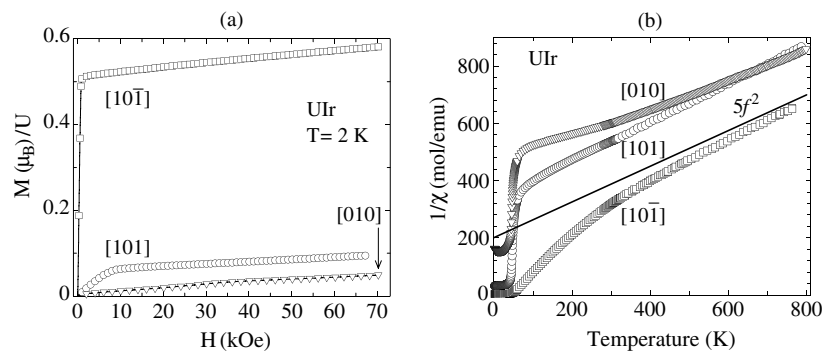 (a)
M (μB)/U
0.6
0.4
0.2
0
[101̄]
UIr
T= 2 K
[010]
[101]
0 10 20 30 40 50 60 70
H (kOe)
(b)
1/χ (mol/emu)
800
600
400
200
0
UIr
[010]
5f²
[101]
[101̄]
0 200 400 600 800
Temperature (K)